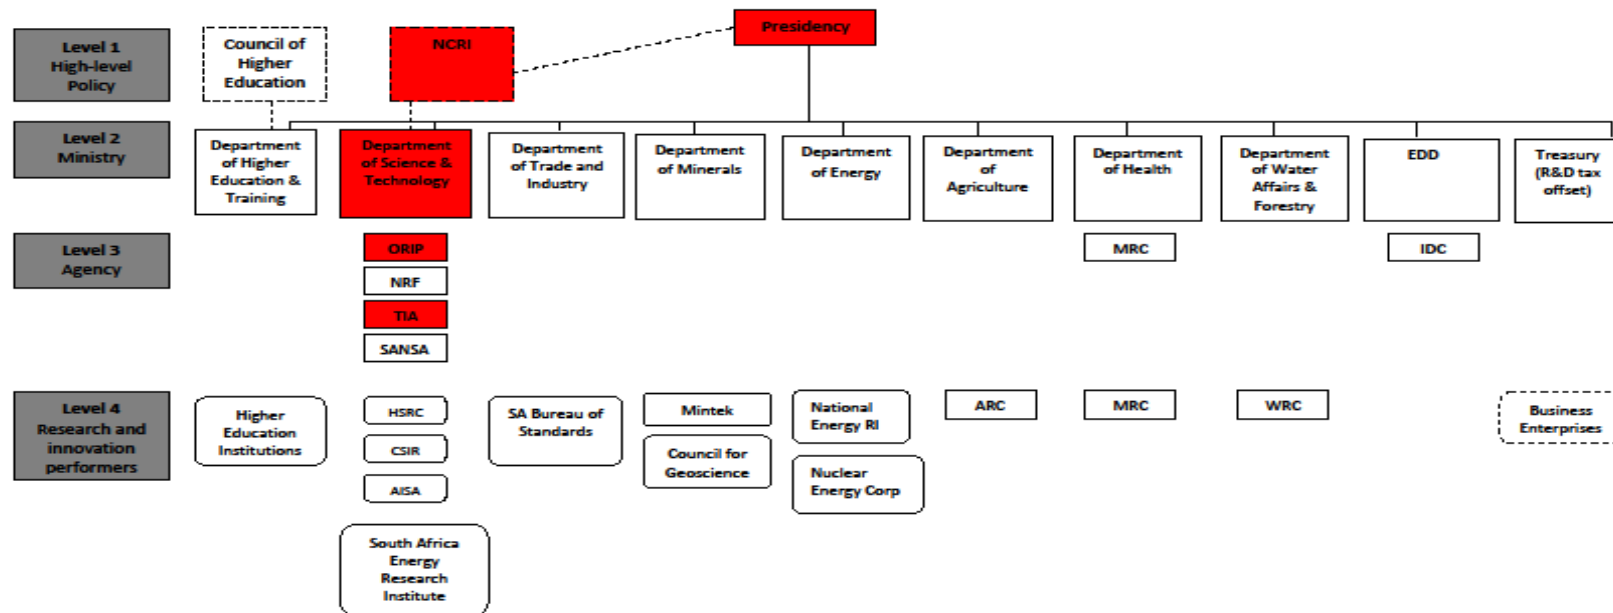 Presidency
Level 1
High-level
Policy
Council of
Higher
Education
NCRI
Level 2
Ministry
Department
of Higher
Education &
Training
Department
of Science &
Technology
Department
of Trade and
Industry
Department
of Minerals
Department
of Energy
Department
of
Agriculture
Department
of Health
Department
of Water
Affairs &
Forestry
EDD
Treasury
(R&D tax
offset)
Level 3
Agency
ORIP
NRF
TIA
SANSA
MRC
IDC
Level 4
Research and
innovation
performers
Higher
Education
Institutions
HSRC
CSIR
AISA
South Africa
Energy
Research
Institute
SA Bureau of
Standards
Mintek
Council for
Geoscience
National
Energy RI
Nuclear
Energy Corp
ARC
MRC
WRC
Business
Enterprises